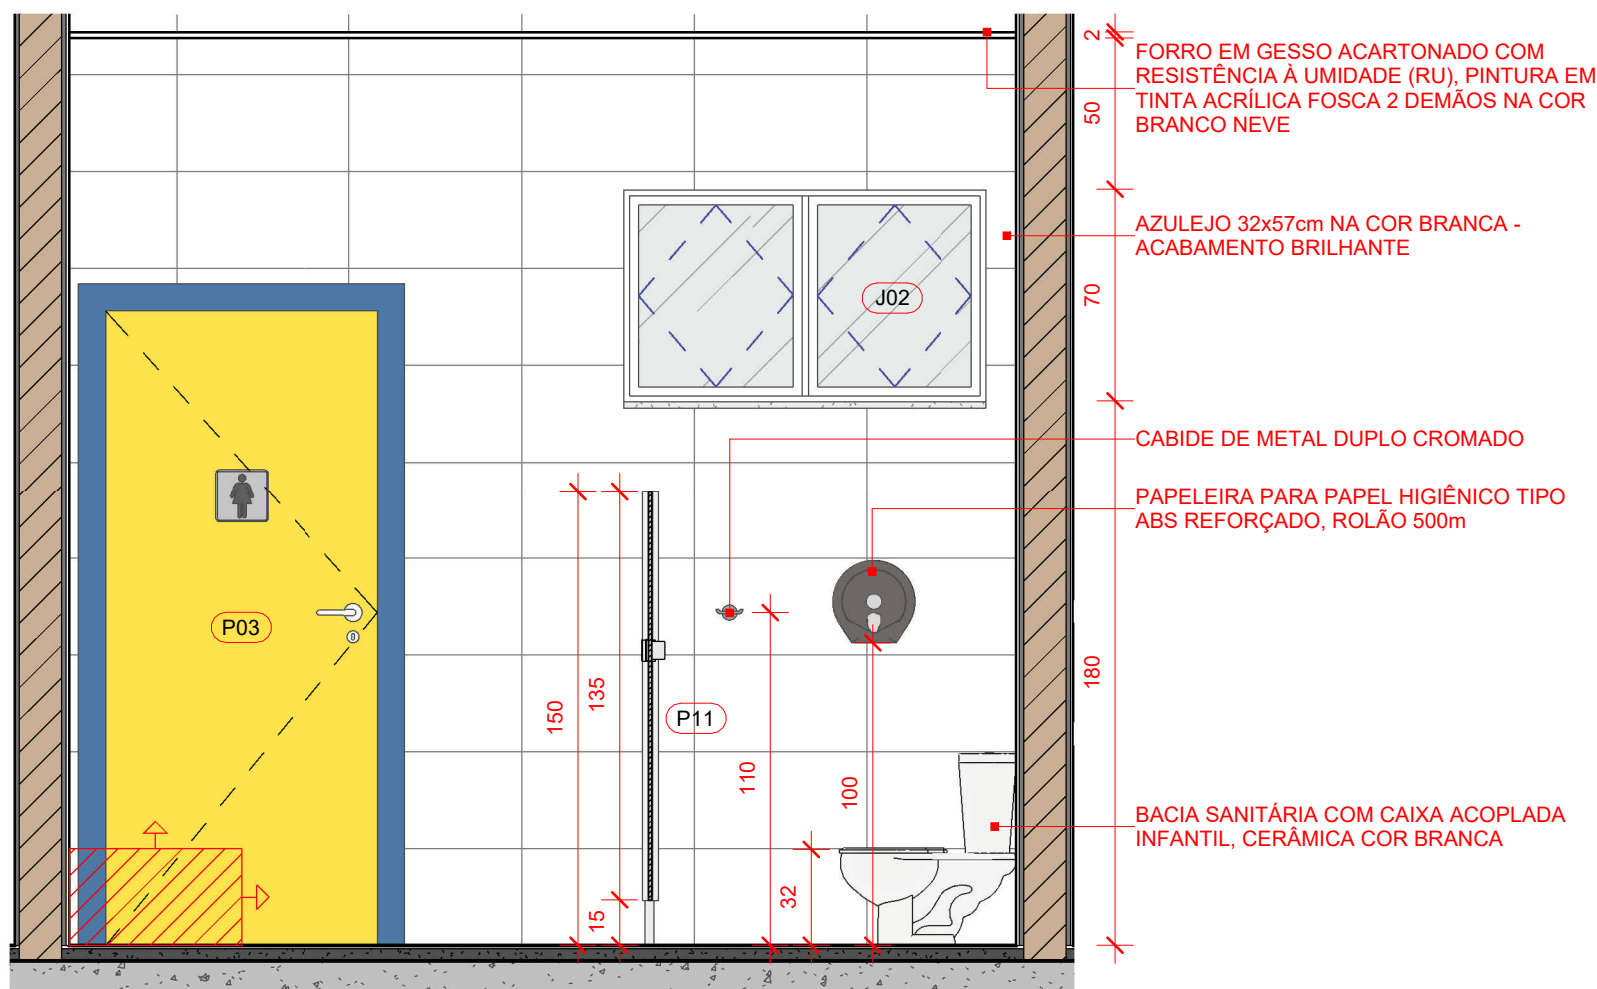 2
FORRO EM GESSO ACARTONADO COM
RESISTÊNCIA À UMIDADE (RU), PINTURA EM
TINTA ACRÍLICA FOSCA 2 DEMÃOS NA COR
BRANCO NEVE
50
AZULEJO 32x57cm NA COR BRANCA -
ACABAMENTO BRILHANTE
70
J02
CABIDE DE METAL DUPLO CROMADO
PAPELEIRA PARA PAPEL HIGIÊNICO TIPO
ABS REFORÇADO, ROLÃO 500m
P03
180
135
150
P11
110
100
BACIA SANITÁRIA COM CAIXA ACOPLADA
INFANTIL, CERÂMICA COR BRANCA
32
15